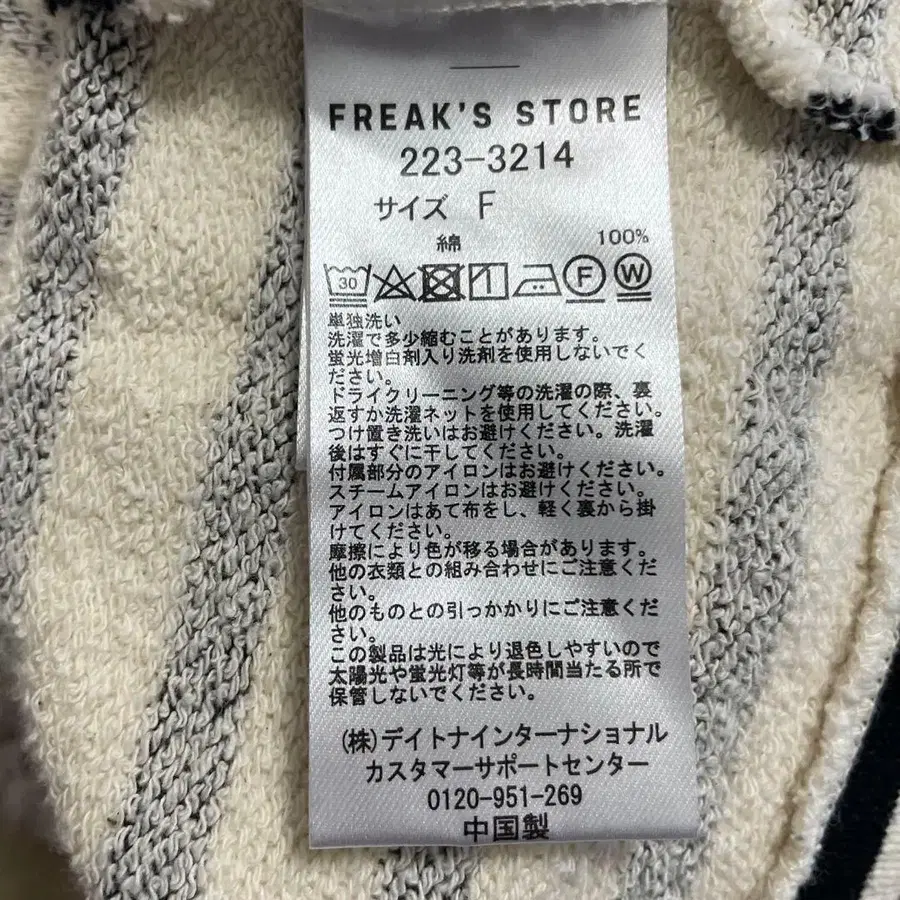 FREAK'S STORE
223-3214
サイズ F
綿 100%
30 F W
単独洗い
洗濯で多少縮むことがあります。
蛍光増白剤入り洗剤を使用しないでく
ださい。
ドライクリーニング等の洗濯の際、裏
返すか洗濯ネットを使用してください。
つけ置き洗いはお避けください。洗濯
後はすぐに干してください。
付属部分のアイロンはお避けください。
スチームアイロンはお避けください。
アイロンはあて布をし、軽く裏から掛
けてください。
摩擦により色が移る場合があります。
他の衣類との組み合わせにご注意くだ
さい。
他のものとの引っかかりにご注意くだ
さい。
この製品は光により退色しやすいので
太陽光や蛍光灯等が長時間当たる所で
保管しないでください。
(株)デイトナインターナショナル
カスタマーサポートセンター
0120-951-269
中国製